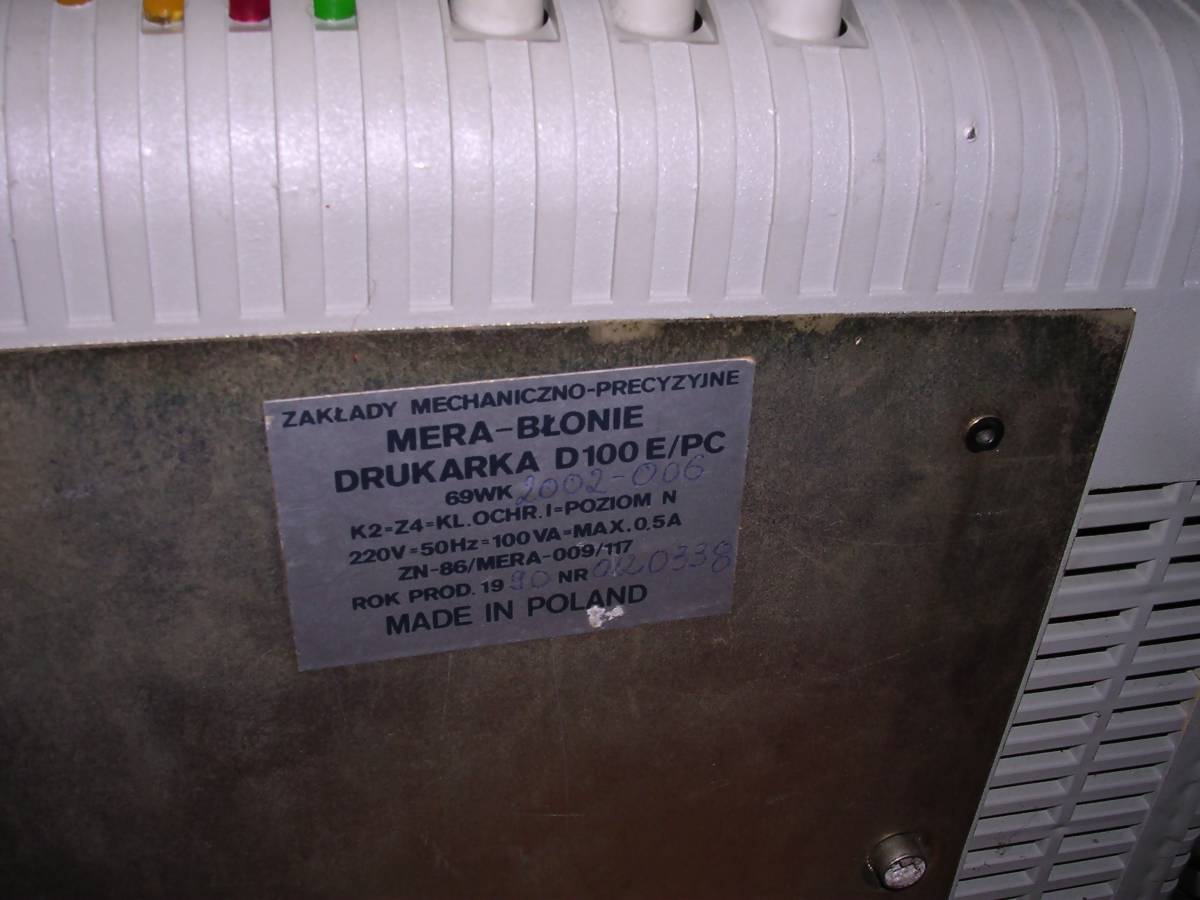 ZAKŁADY MECHANICZNO-PRECYZYJNE
MERA-BŁONIE
DRUKARKA D100 E/PC
69WK 2002-006
K2=Z4=KL.OCHR.I=POZIOM N
220V=50Hz=100VA=MAX.0,5A
ZN-86/MERA-009/117
ROK PROD. 1990 NR
MADE IN POLAND